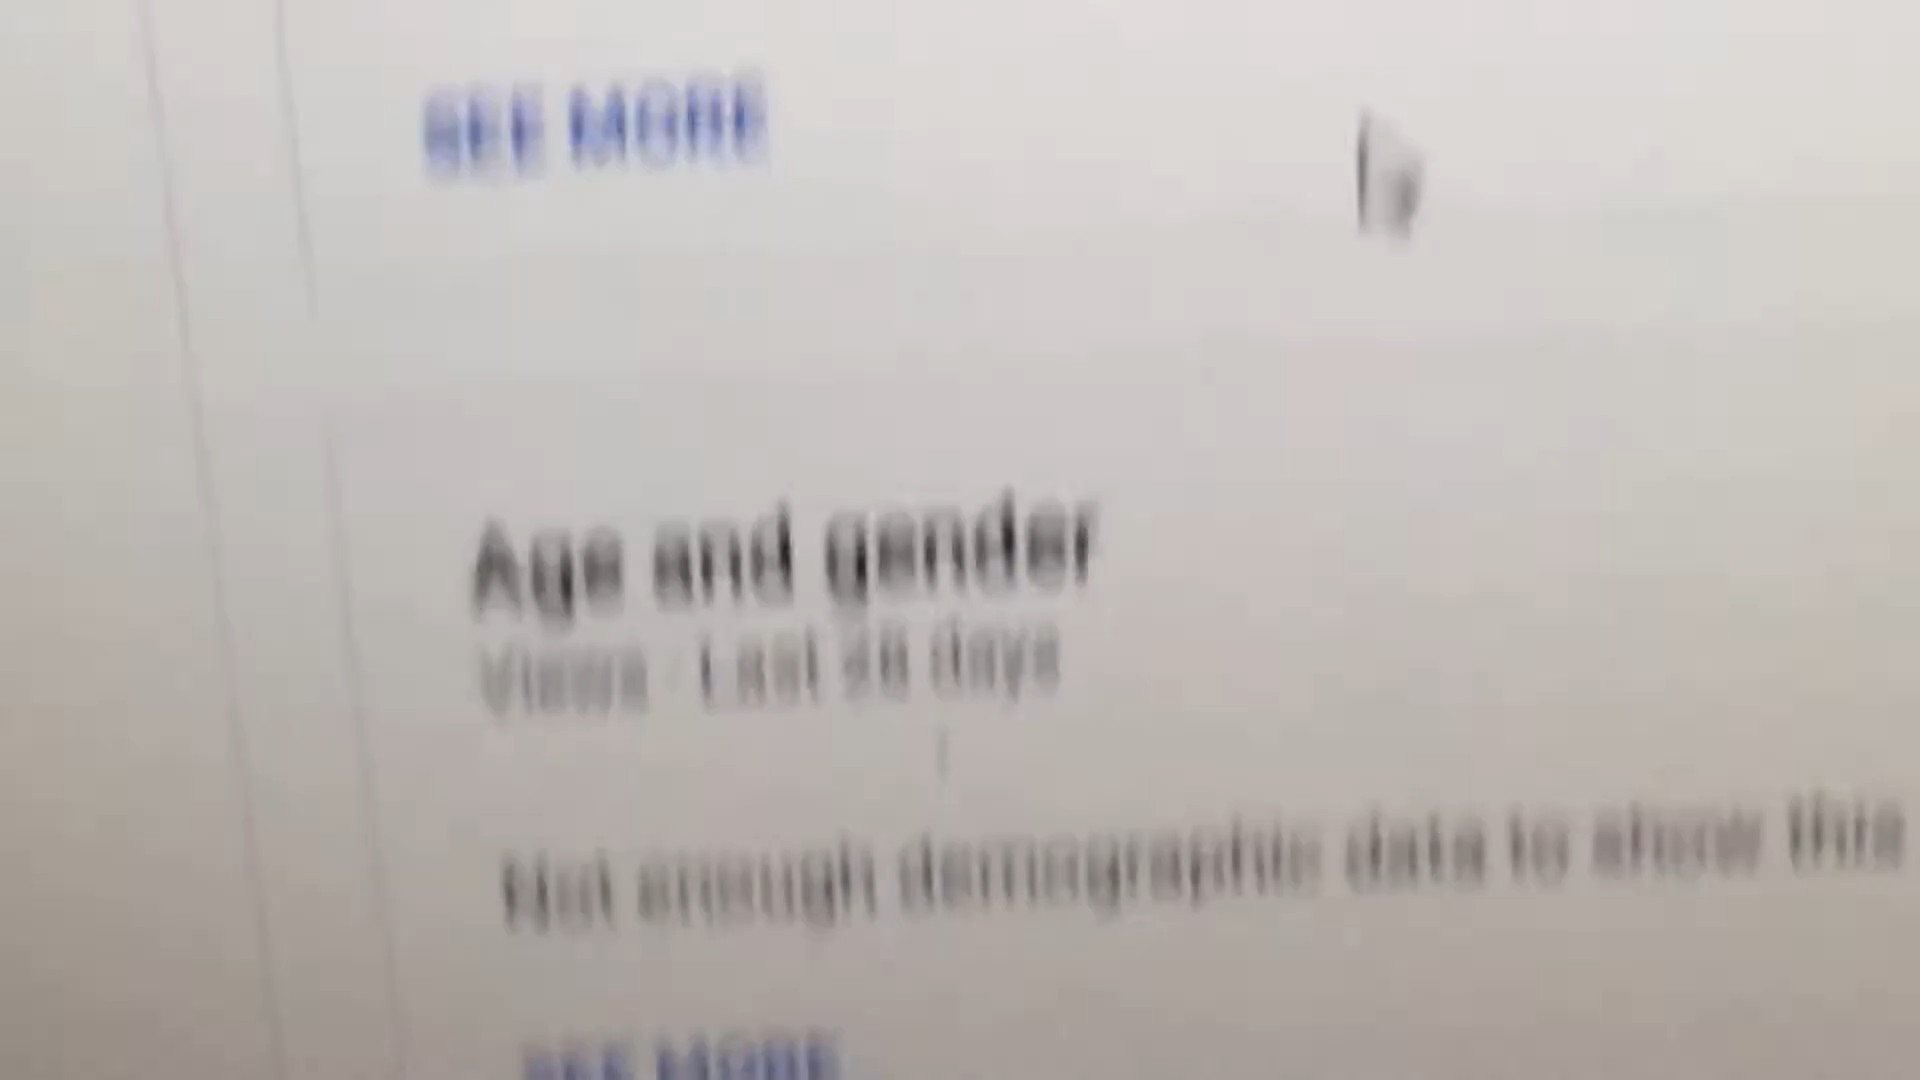 SEE MORE
Age and gender
Views · Last 28 days
Not enough demographic data to show this
SEE MORE